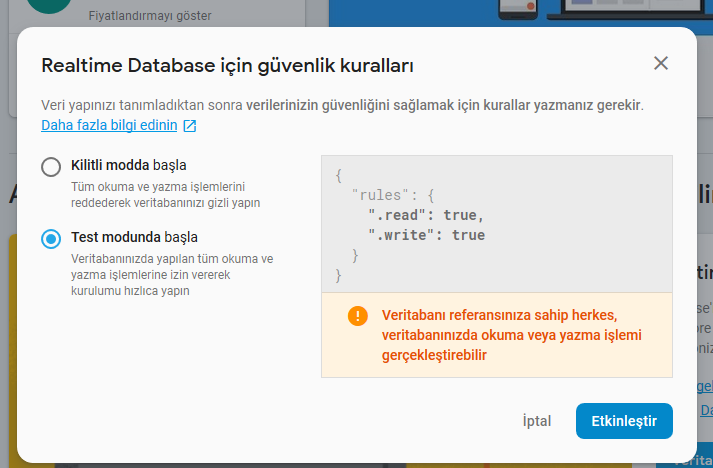 Fiyatlandırmayı göster
Realtime Database için güvenlik kuralları
Veri yapınızı tanımladıktan sonra verilerinizin güvenliğini sağlamak için kurallar yazmanız gerekir.
Daha fazla bilgi edinin
Kilitli modda başla
Tüm okuma ve yazma işlemlerini
reddederek veritabanınızı gizli yapın
Test modunda başla
Veritabanınızda yapılan tüm okuma ve
yazma işlemlerine izin vererek
kurulumu hızlıca yapın
{
"rules": {
".read": true,
".write": true
}
}
Veritabanı referansınıza sahip herkes,
veritabanınızda okuma veya yazma işlemi
gerçekleştirebilir
İptal
Etkinleştir